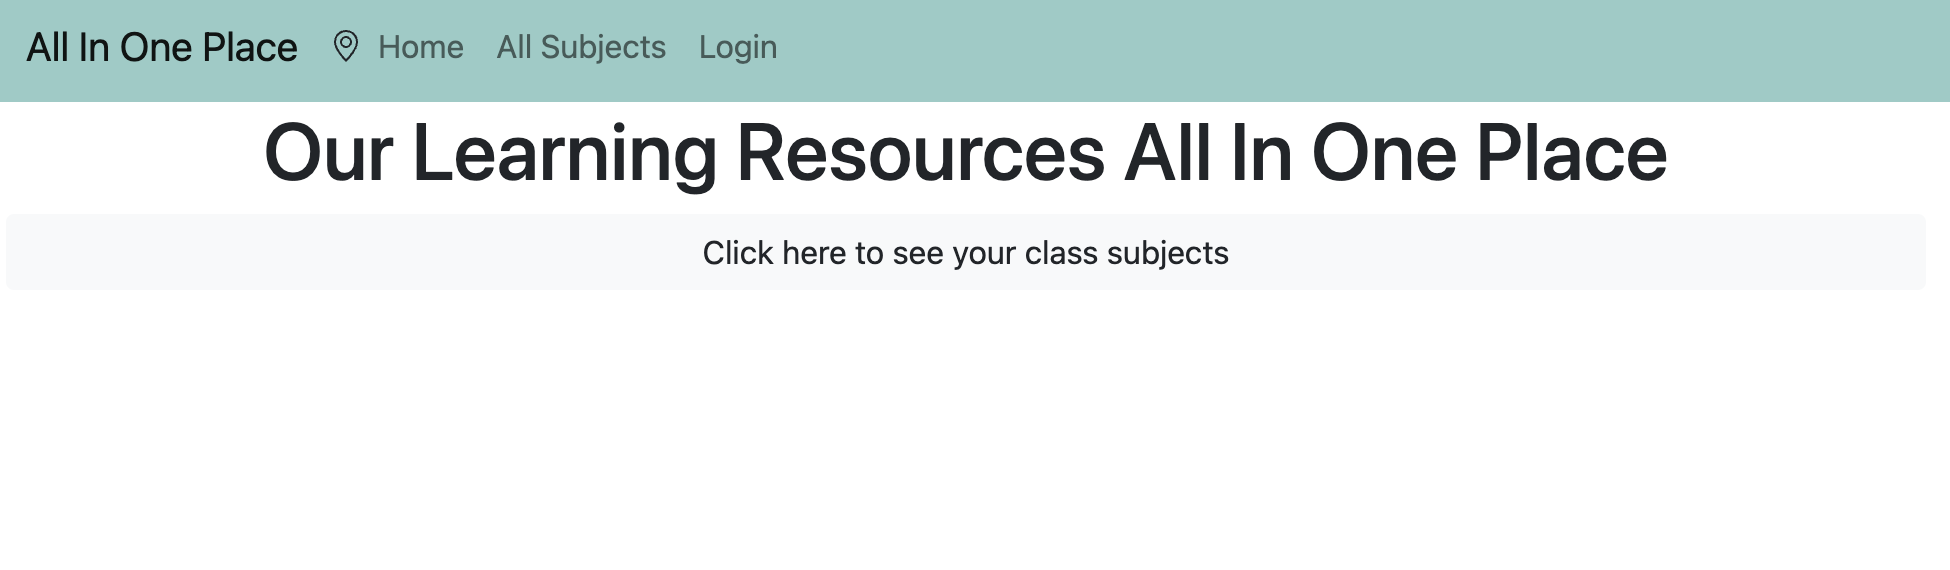 All In One Place Home All Subjects Login
Our Learning Resources All In One Place
Click here to see your class subjects